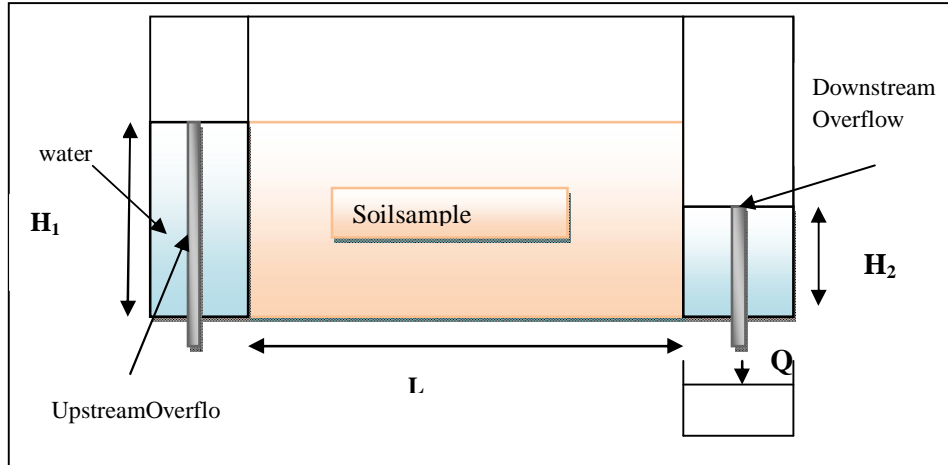 Downstream
Overflow
water
H₁
Soilsample
H₂
Q
L
UpstreamOverflo